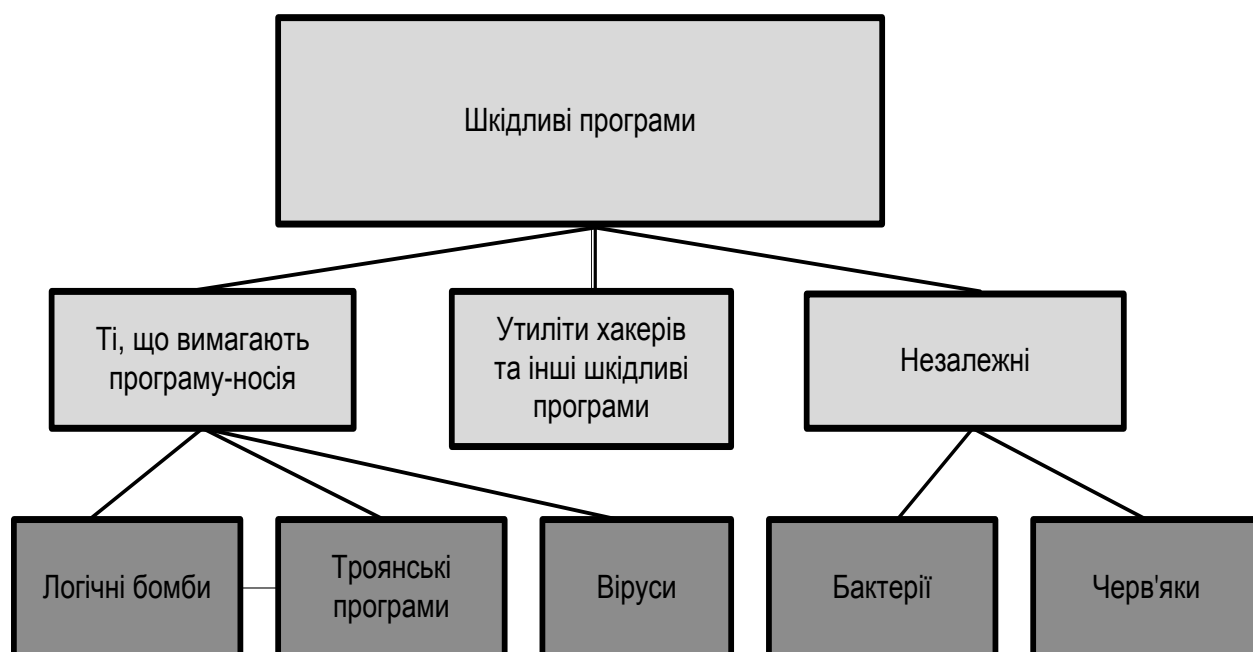 Шкідливі програми
Ті, що вимагають
програму-носія
Утиліти хакерів
та інші шкідливі
програми
Незалежні
Логічні бомби
Троянські
програми
Віруси
Бактерії
Черв'яки